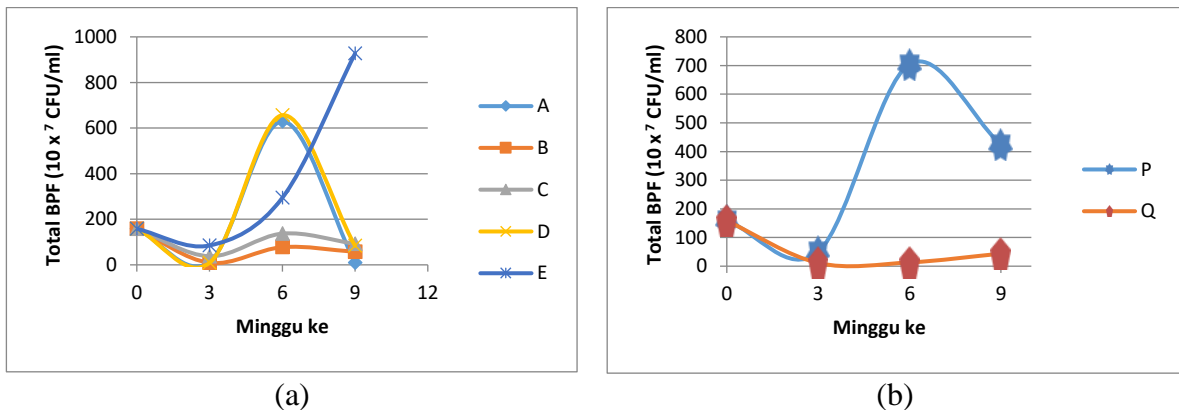 1000
800
600
400
200
0
0 3 6 9 12
Total BPF (10 x ⁷ CFU/ml)
Minggu ke
A
B
C
D
E
(a)
800
700
600
500
400
300
200
100
0
0 3 6 9
Total BPF (10 x ⁷ CFU/ml)
Minggu ke
P
Q
(b)